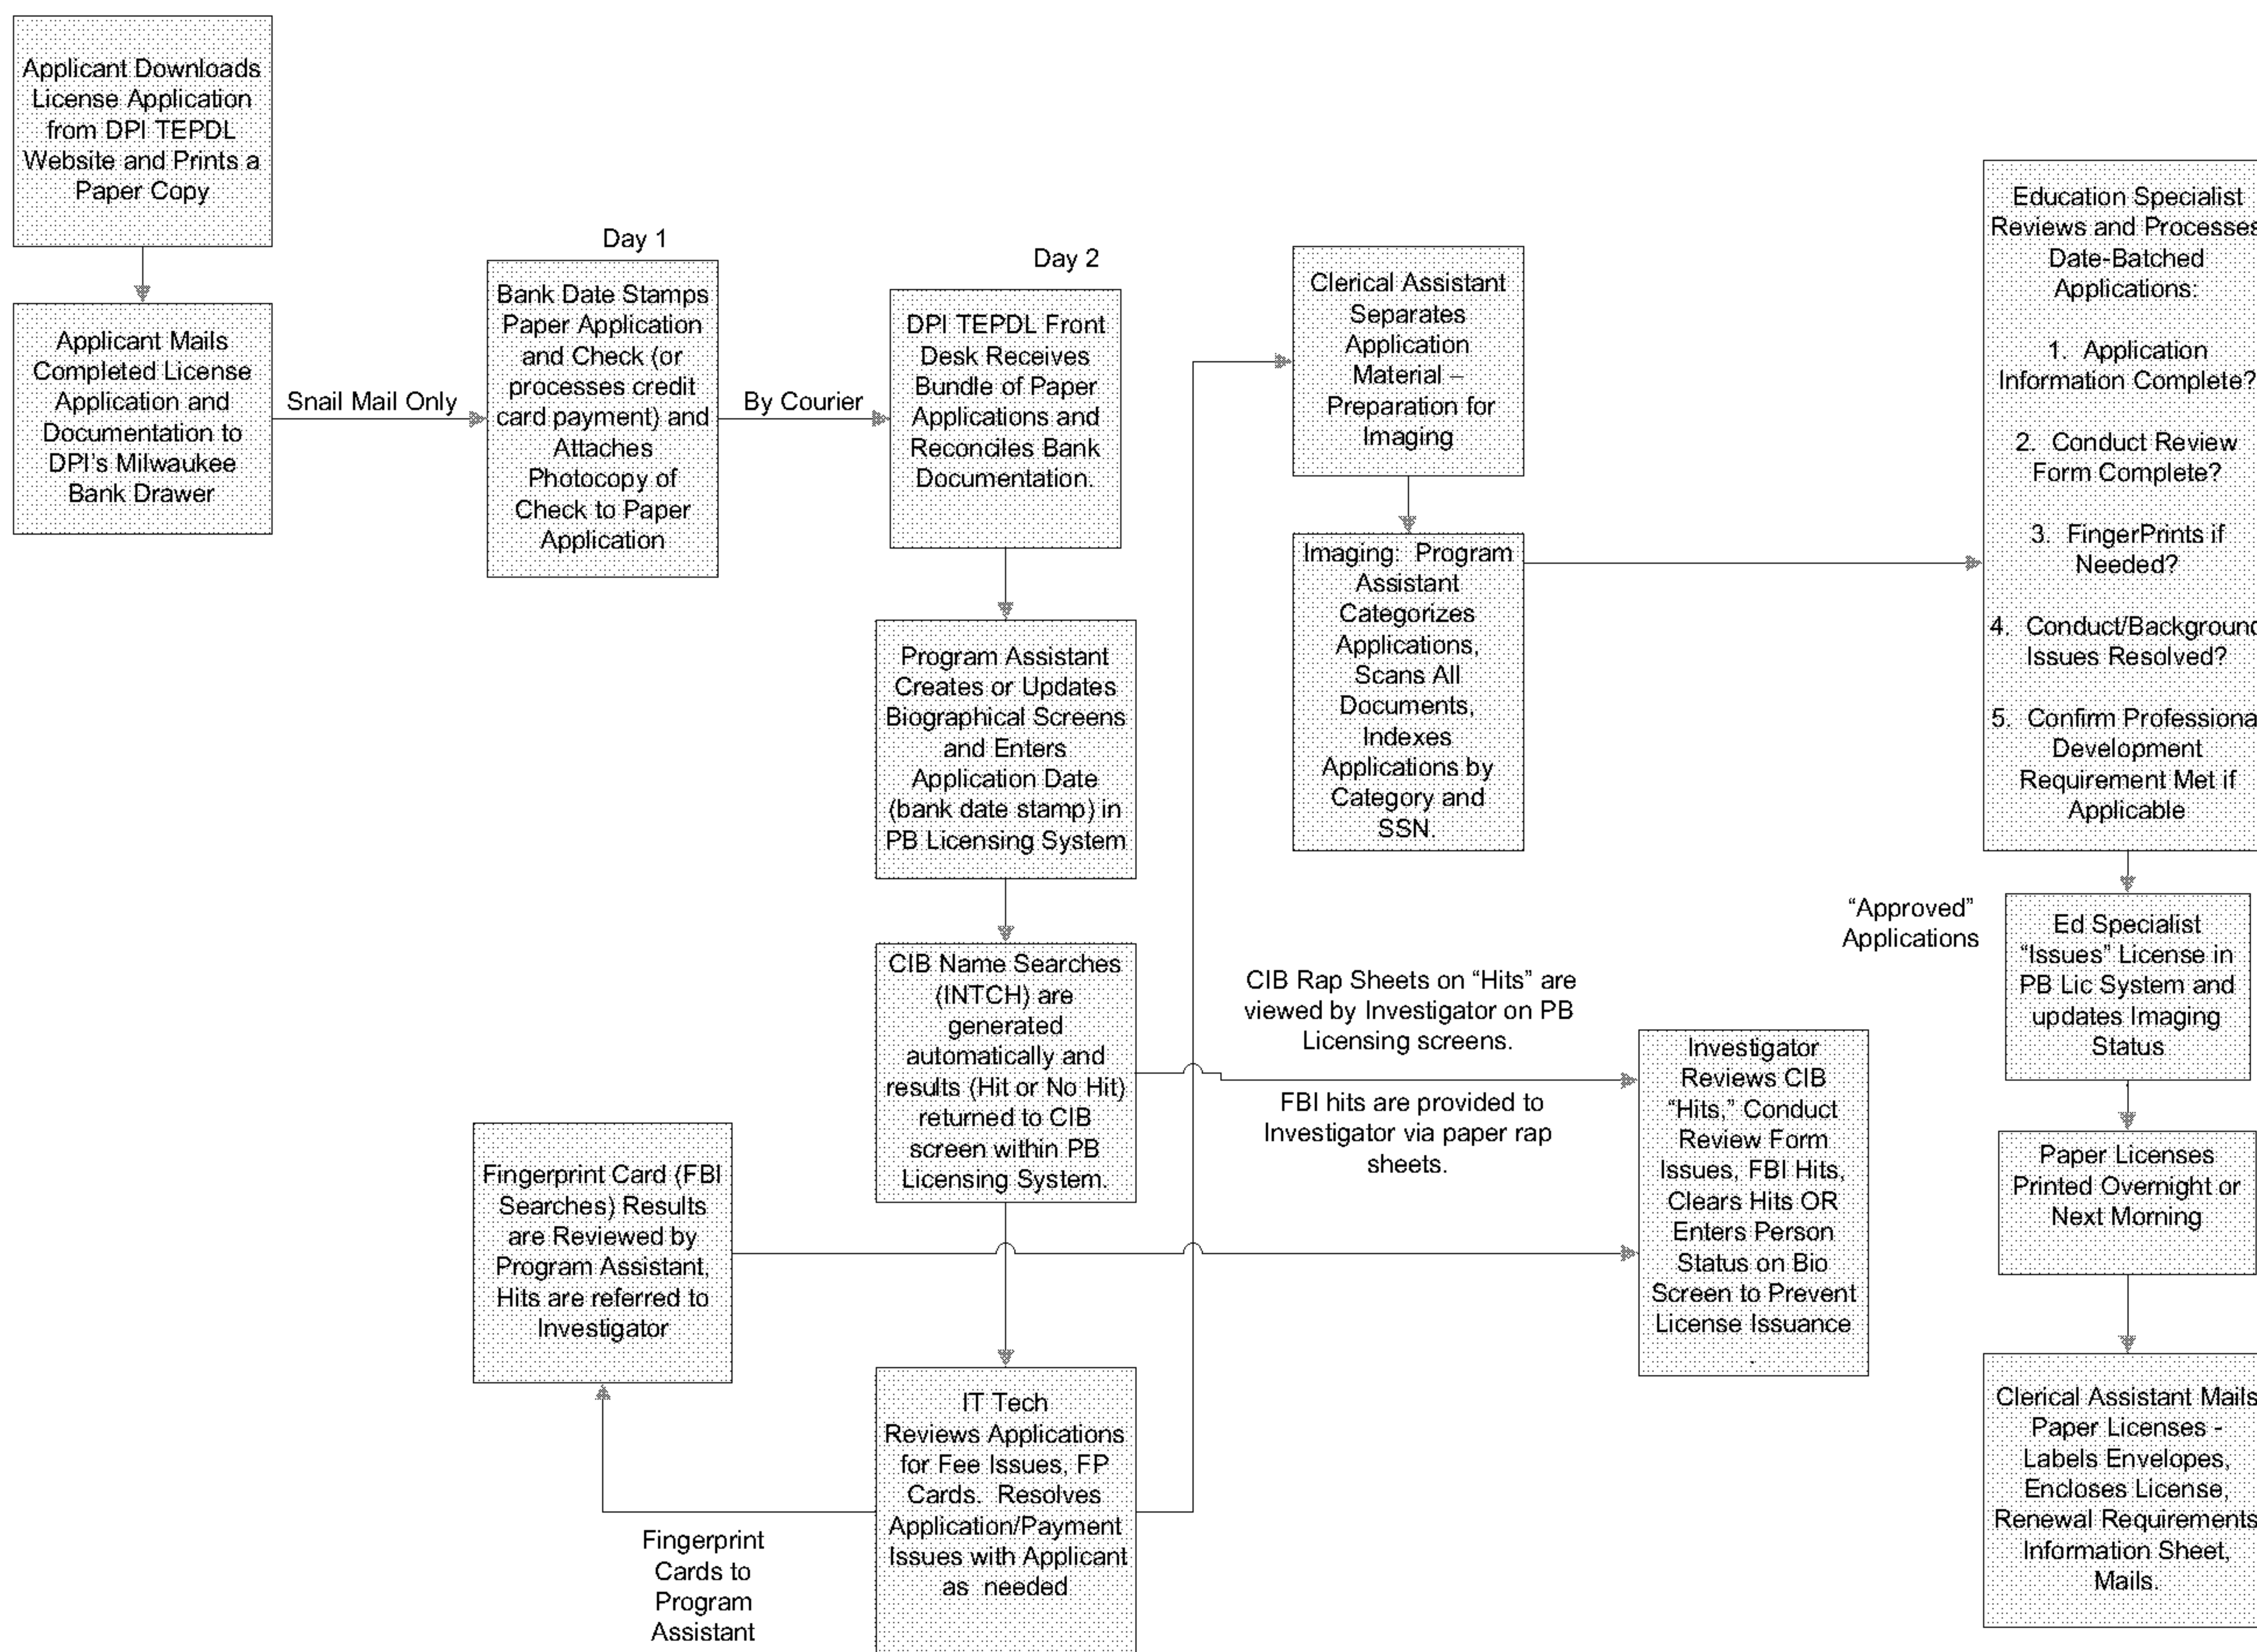 Applicant Downloads
License Application
from DPI TEPDL
Website and Prints a
Paper Copy
Applicant Mails
Completed License
Application and
Documentation to
DPI's Milwaukee
Bank Drawer
Snail Mail Only
Day 1
Bank Date Stamps
Paper Application
and Check (or
processes credit
card payment) and
Attaches
Photocopy of
Check to Paper
Application
By Courier
Day 2
DPI TEPDL Front
Desk Receives
Bundle of Paper
Applications and
Reconciles Bank
Documentation.
Program Assistant
Creates or Updates
Biographical Screens
and Enters
Application Date
(bank date stamp) in
PB Licensing System
CIB Name Searches
(INTCH) are
generated
automatically and
results (Hit or No Hit)
returned to CIB
screen within PB
Licensing System.
IT Tech
Reviews Applications
for Fee Issues, FP
Cards. Resolves
Application/Payment
Issues with Applicant
as needed
Fingerprint
Cards to
Program
Assistant
Fingerprint Card (FBI
Searches) Results
are Reviewed by
Program Assistant,
Hits are referred to
Investigator
Clerical Assistant
Separates
Application
Material –
Preparation for
Imaging
Imaging: Program
Assistant
Categorizes
Applications,
Scans All
Documents,
Indexes
Applications by
Category and
SSN.
CIB Rap Sheets on “Hits” are
viewed by Investigator on PB
Licensing screens.
FBI hits are provided to
Investigator via paper rap
sheets.
Investigator
Reviews CIB
“Hits,” Conduct
Review Form
Issues, FBI Hits,
Clears Hits OR
Enters Person
Status on Bio
Screen to Prevent
License Issuance
.
Education Specialist
Reviews and Processes
Date-Batched
Applications.
1. Application
Information Complete?
2. Conduct Review
Form Complete?
3. FingerPrints if
Needed?
4. Conduct/Background
Issues Resolved?
5. Confirm Professiona
Development
Requirement Met if
Applicable
“Approved”
Applications
Ed Specialist
“Issues” License in
PB Lic System and
updates Imaging
Status
Paper Licenses
Printed Overnight or
Next Morning
Clerical Assistant Mails
Paper Licenses -
Labels Envelopes,
Encloses License,
Renewal Requirements
Information Sheet,
Mails.